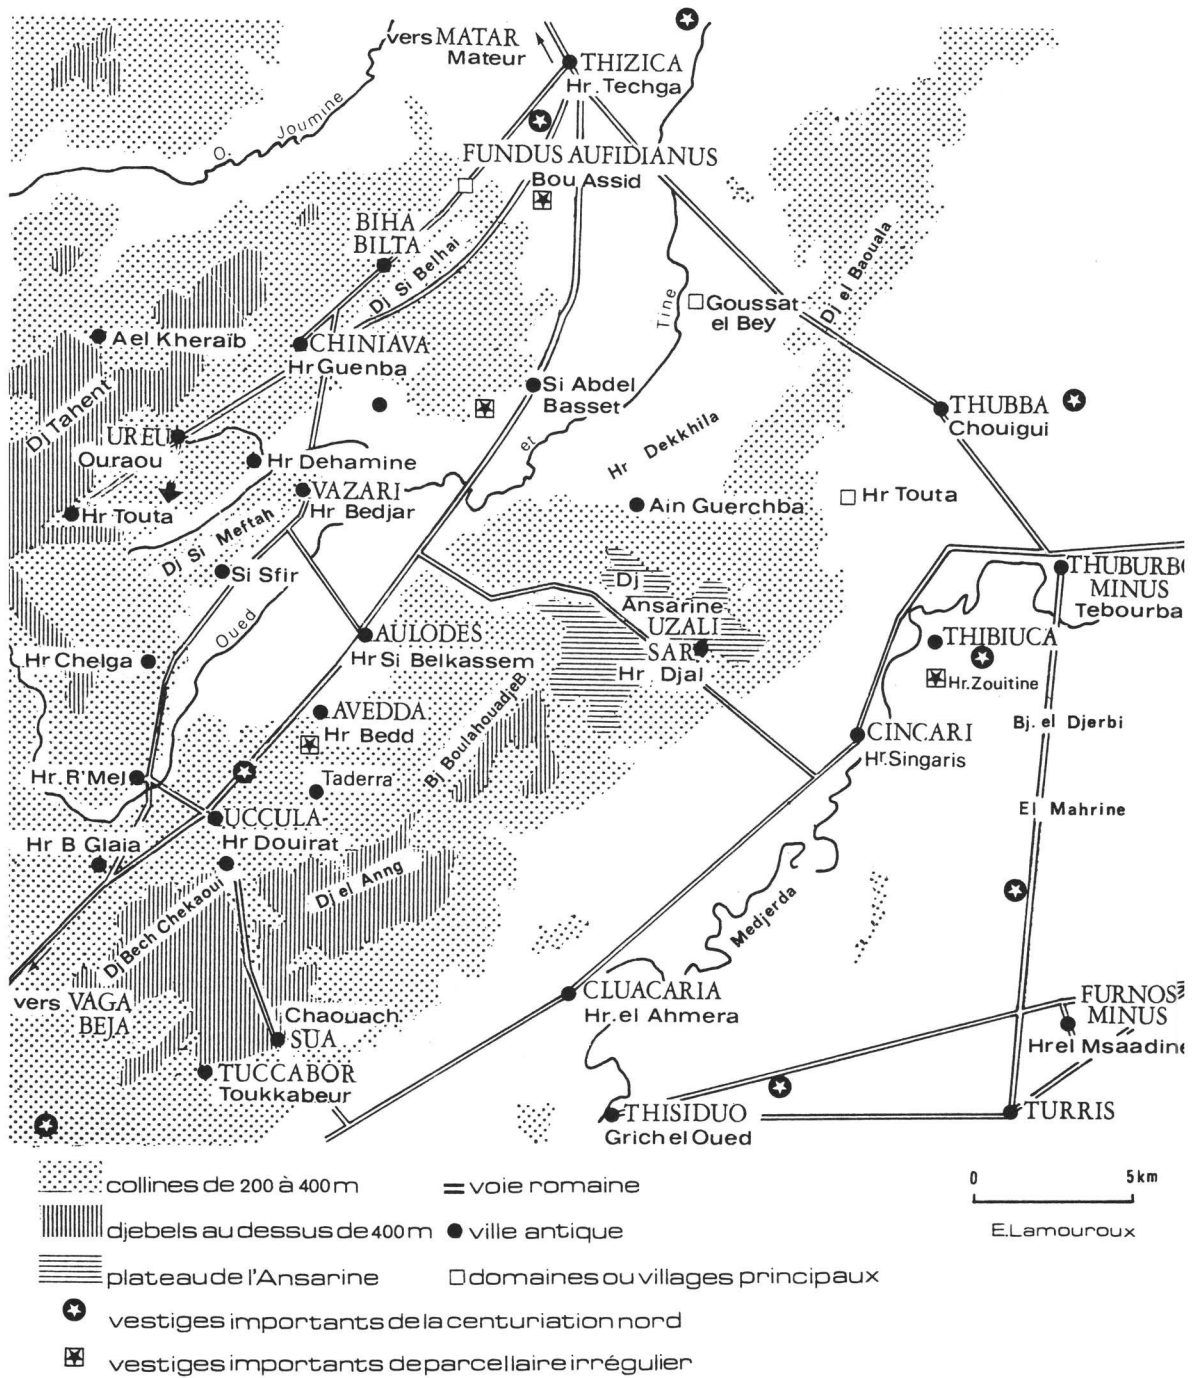 vers MATAR
Mateur
THIZICA
Hr. Techga
O. Joumine
FUNDUS AUFIDIANUS
Bou Assid
BIHA
BILTA
Dj Si Belhai
Dj el Baouala
Tine
Goussat
el Bey
A el Kheraïb
CHINIAVA
Hr Guenba
Si Abdel
Basset
THUBBA
Chouigui
Dj Tahent
UREU
Ouraou
et
Hr Dekkhila
Hr Dehamine
VAZARI
Hr Bedjar
Hr Touta
Ain Guerchba
Hr Touta
Dj Si Meftah
Si Sfir
Dj
Ansarine
UZALI
SAR
Hr Djal
THUBURBO
MINUS
Tebourba
Oued
AULODES
Hr Si Belkassem
THIBIUCA
Hr. Zouitine
Hr Chelga
AVEDDA
Hr Bedd
Bj Boulahouadjeb
Bj. el Djerbi
CINCARI
Hr. Singaris
Hr. R'Mel
Taderra
UCCULA
Hr Douirat
El Mahrine
Hr B Glaia
Dj el Anng
Dj Bech Chekaoui
Medjerda
vers VAGA
BEJA
CLUACARIA
Hr. el Ahmera
FURNOS
MINUS
Hr el Msaadine
Chaouach
SUA
TUCCABOR
Toukkabeur
THISIDUO
Grich el Oued
TURRIS
collines de 200 à 400 m
voie romaine
0 5 km
djebels au dessus de 400 m
ville antique
E. Lamouroux
plateau de l'Ansarine
domaines ou villages principaux
vestiges importants de la centuriation nord
vestiges importants de parcellaire irrégulier